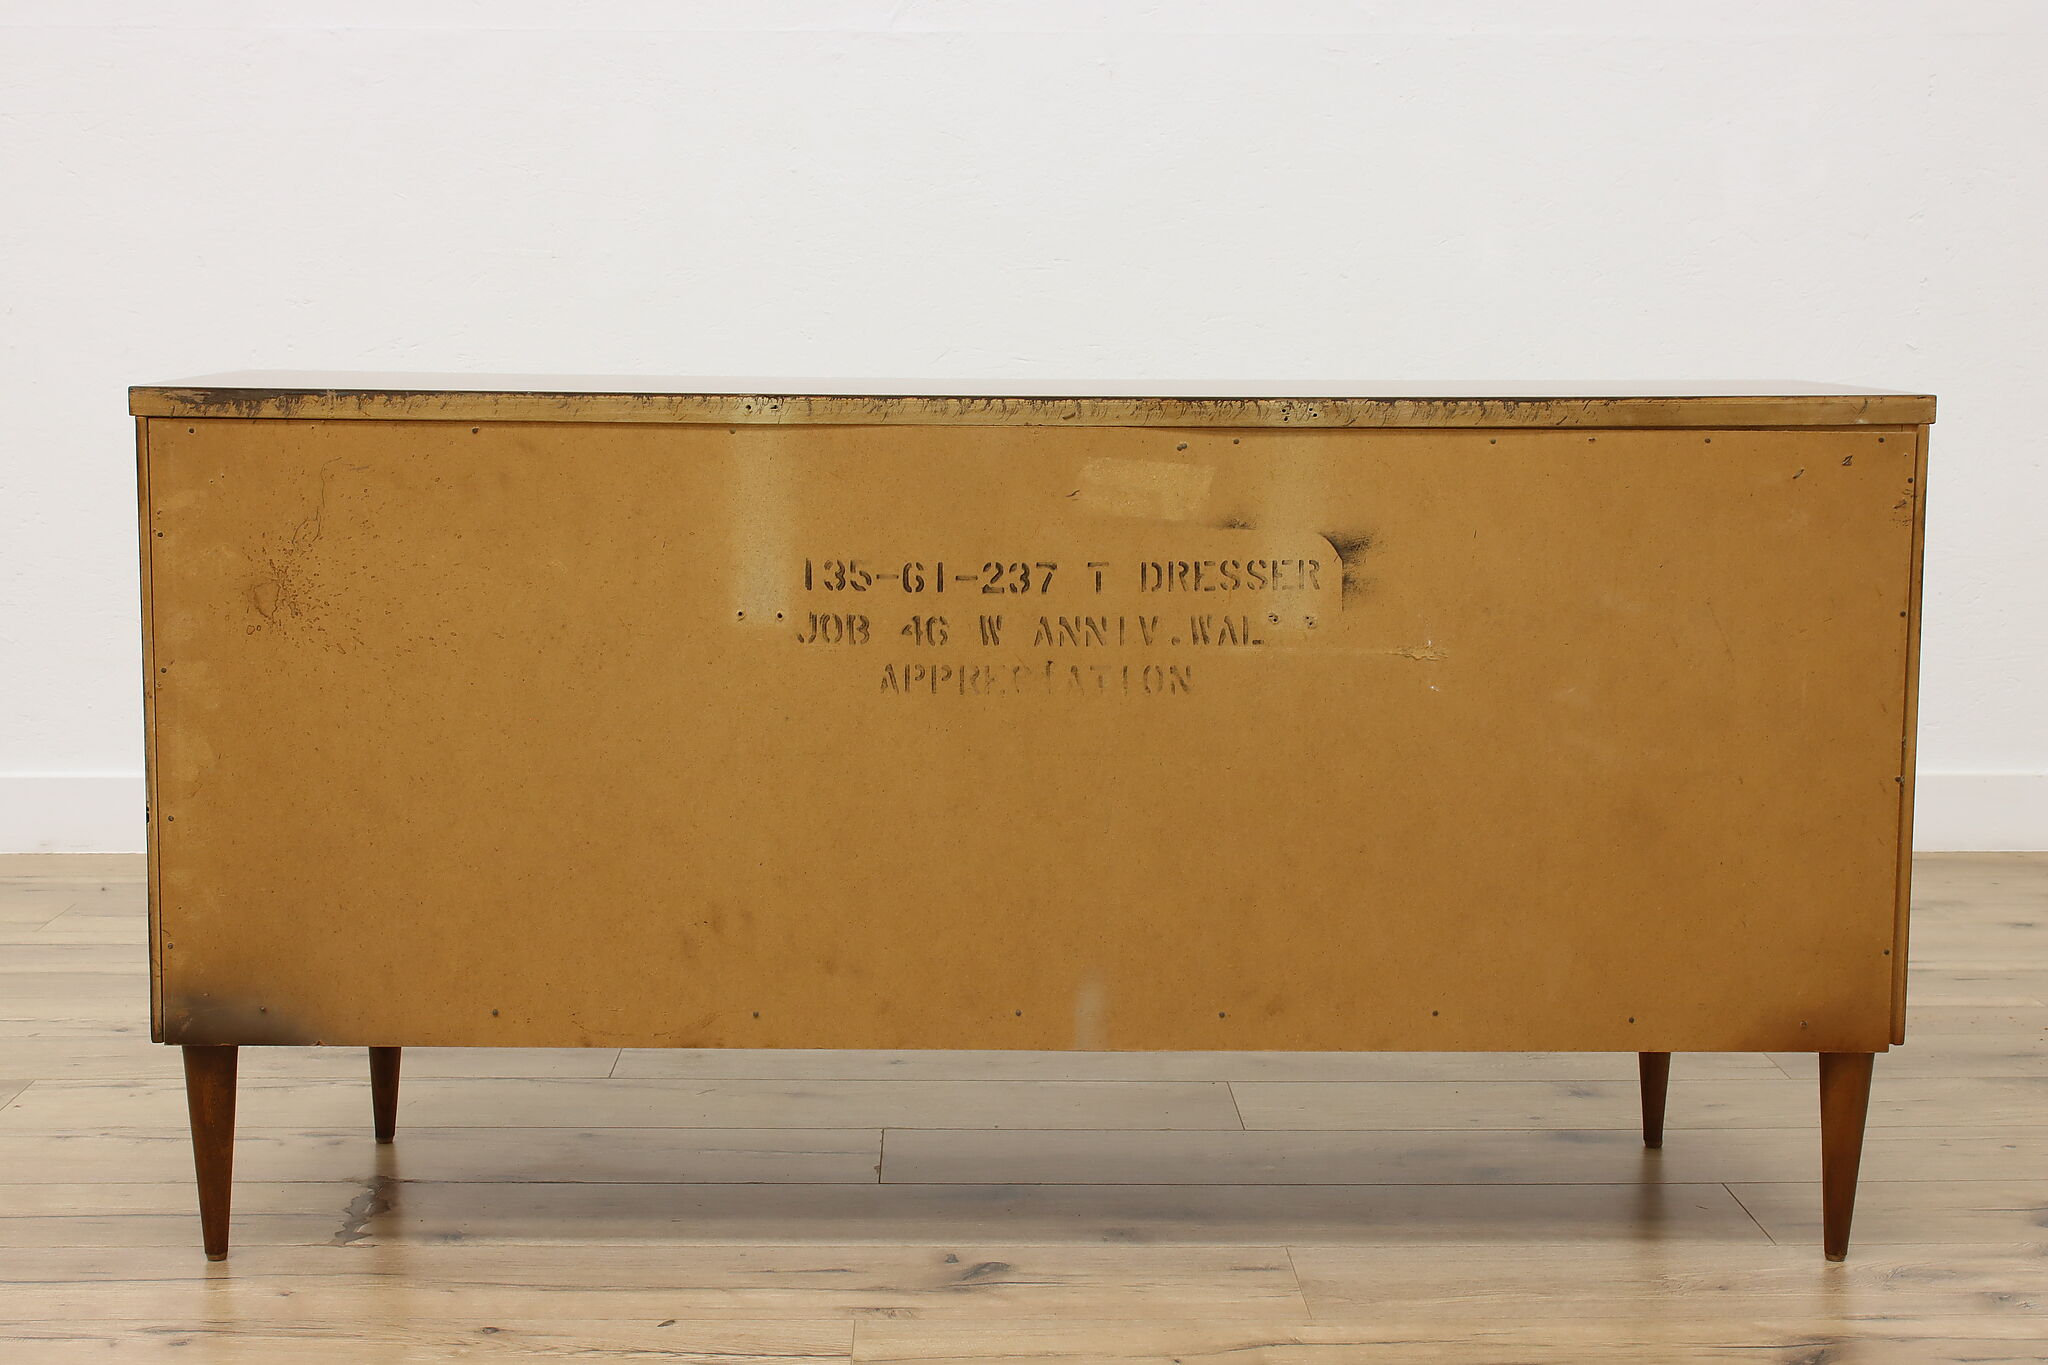 135-61-237 T DRESSER
JOB 46 W ANNIV.WAL
APPRECIATION